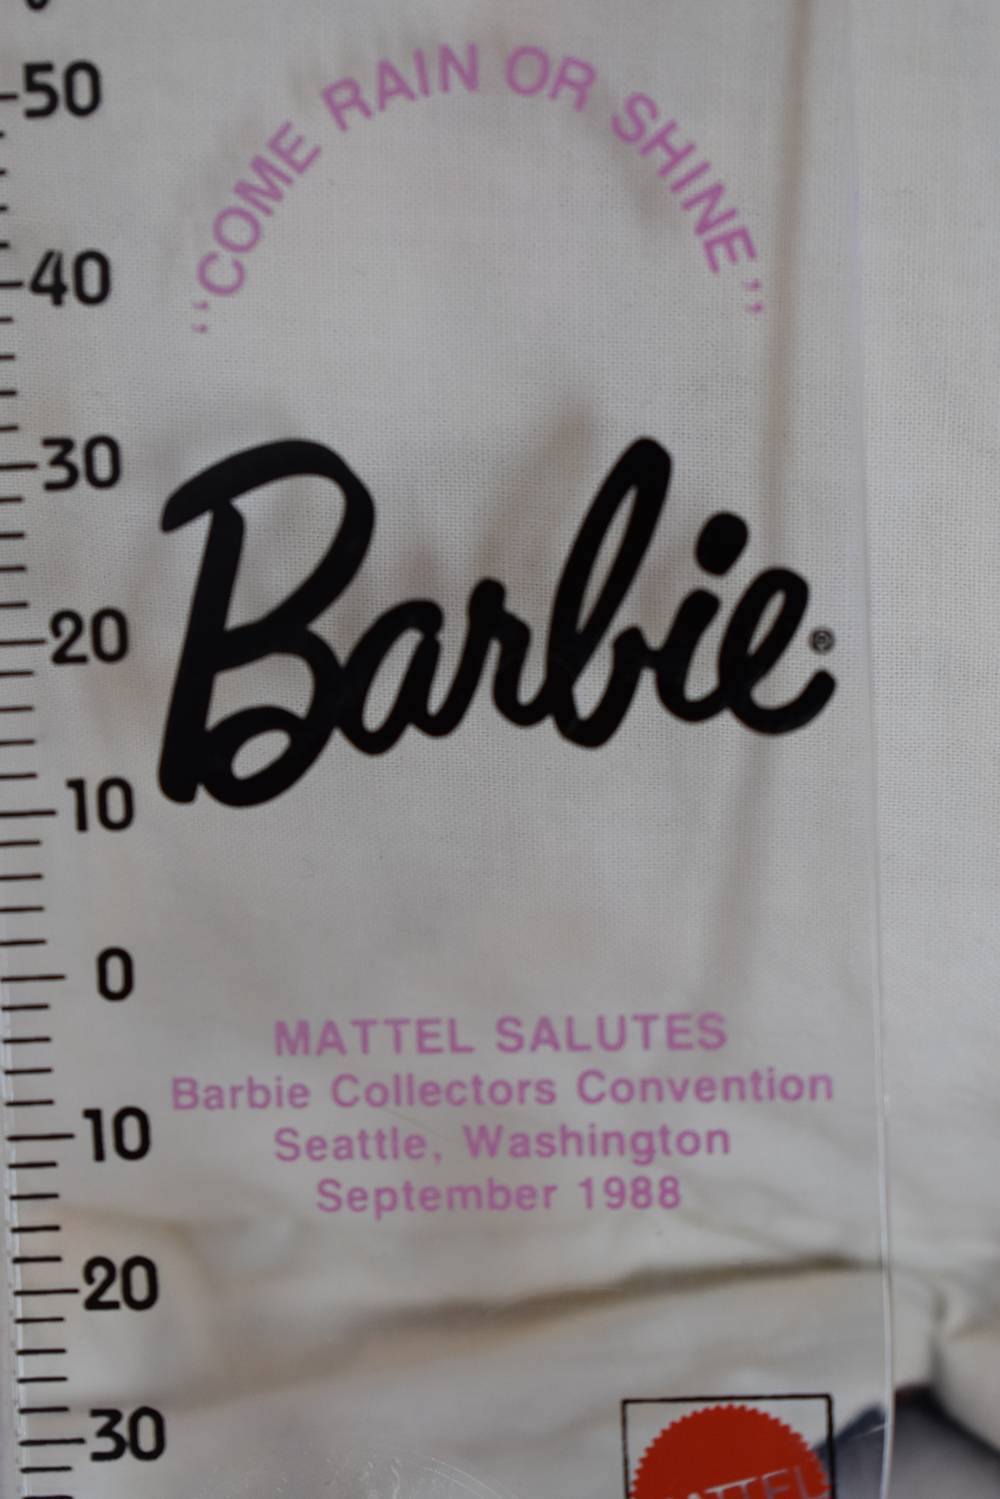 50
40
30
20
10
0
10
20
30
“COME RAIN OR SHINE”
Barbie®
MATTEL SALUTES
Barbie Collectors Convention
Seattle, Washington
September 1988
MATTEL